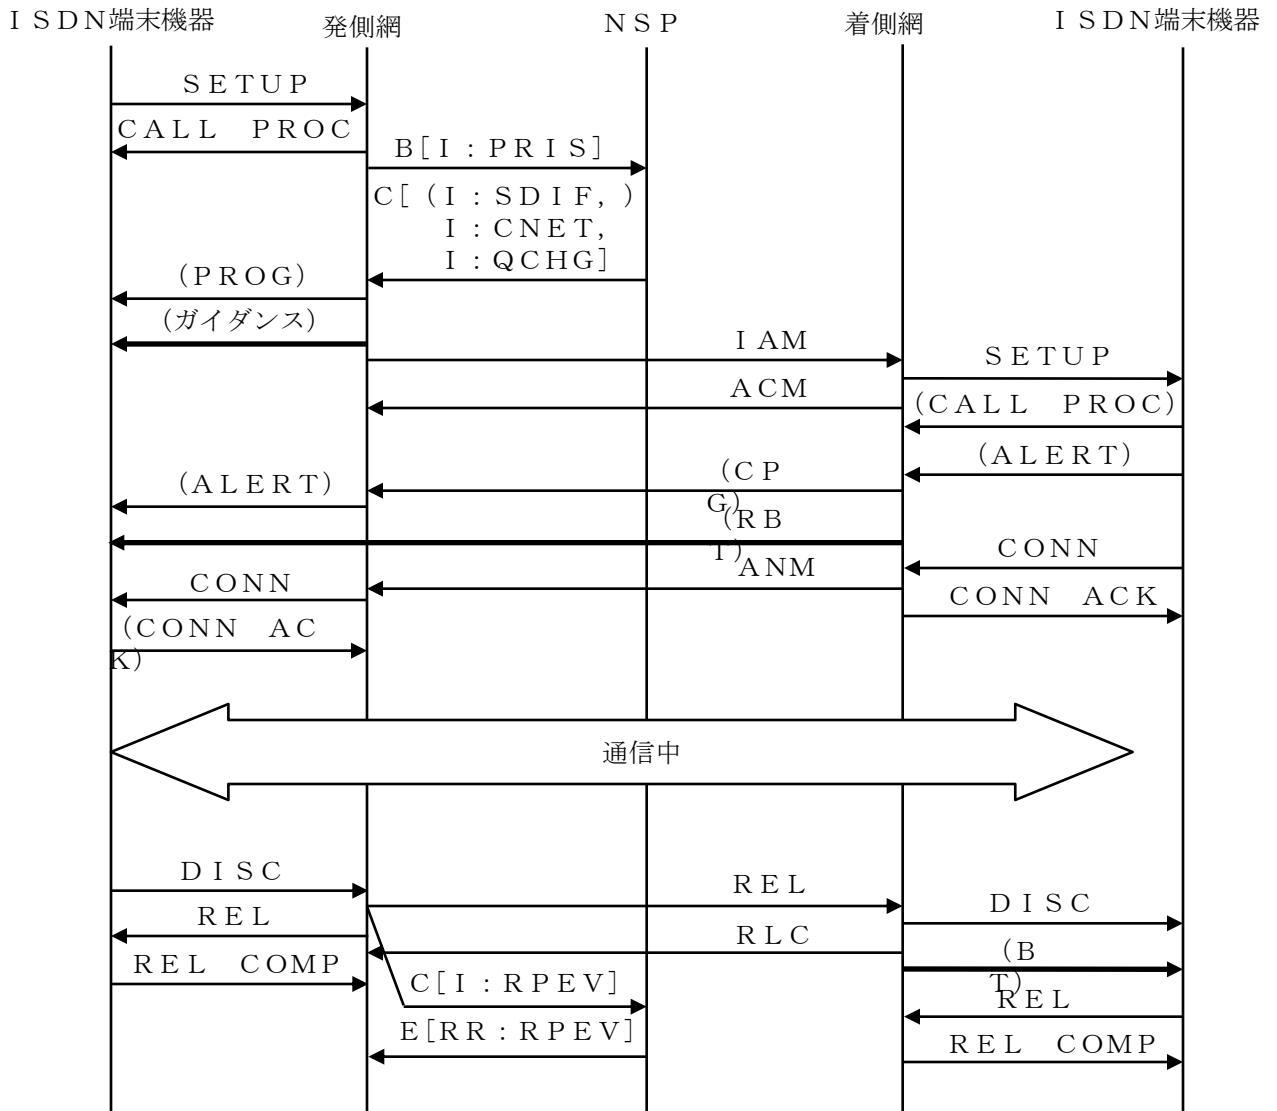 ＩＳＤＮ端末機器
発側網
ＮＳＰ
着側網
ＩＳＤＮ端末機器
ＳＥＴＵＰ
ＣＡＬＬ　ＰＲＯＣ
Ｂ［Ｉ：ＰＲＩＳ］
Ｃ［（Ｉ：ＳＤＩＦ，）
Ｉ：ＣＮＥＴ，
Ｉ：ＱＣＨＧ］
（ＰＲＯＧ）
（ガイダンス）
ＩＡＭ
ＳＥＴＵＰ
ＡＣＭ
（ＣＡＬＬ　ＰＲＯＣ）
（ＡＬＥＲＴ）
（ＣＰ
Ｇ）
（ＡＬＥＲＴ）
（ＲＢ
Ｔ）
ＣＯＮＮ
ＡＮＭ
ＣＯＮＮ
ＣＯＮＮ　ＡＣＫ
（ＣＯＮＮ　ＡＣ
Ｋ）
通信中
ＤＩＳＣ
ＲＥＬ
ＤＩＳＣ
ＲＥＬ
ＲＬＣ
（Ｂ
Ｔ）
ＲＥＬ　ＣＯＭＰ
Ｃ［Ｉ：ＲＰＥＶ］
ＲＥＬ
Ｅ［ＲＲ：ＲＰＥＶ］
ＲＥＬ　ＣＯＭＰ